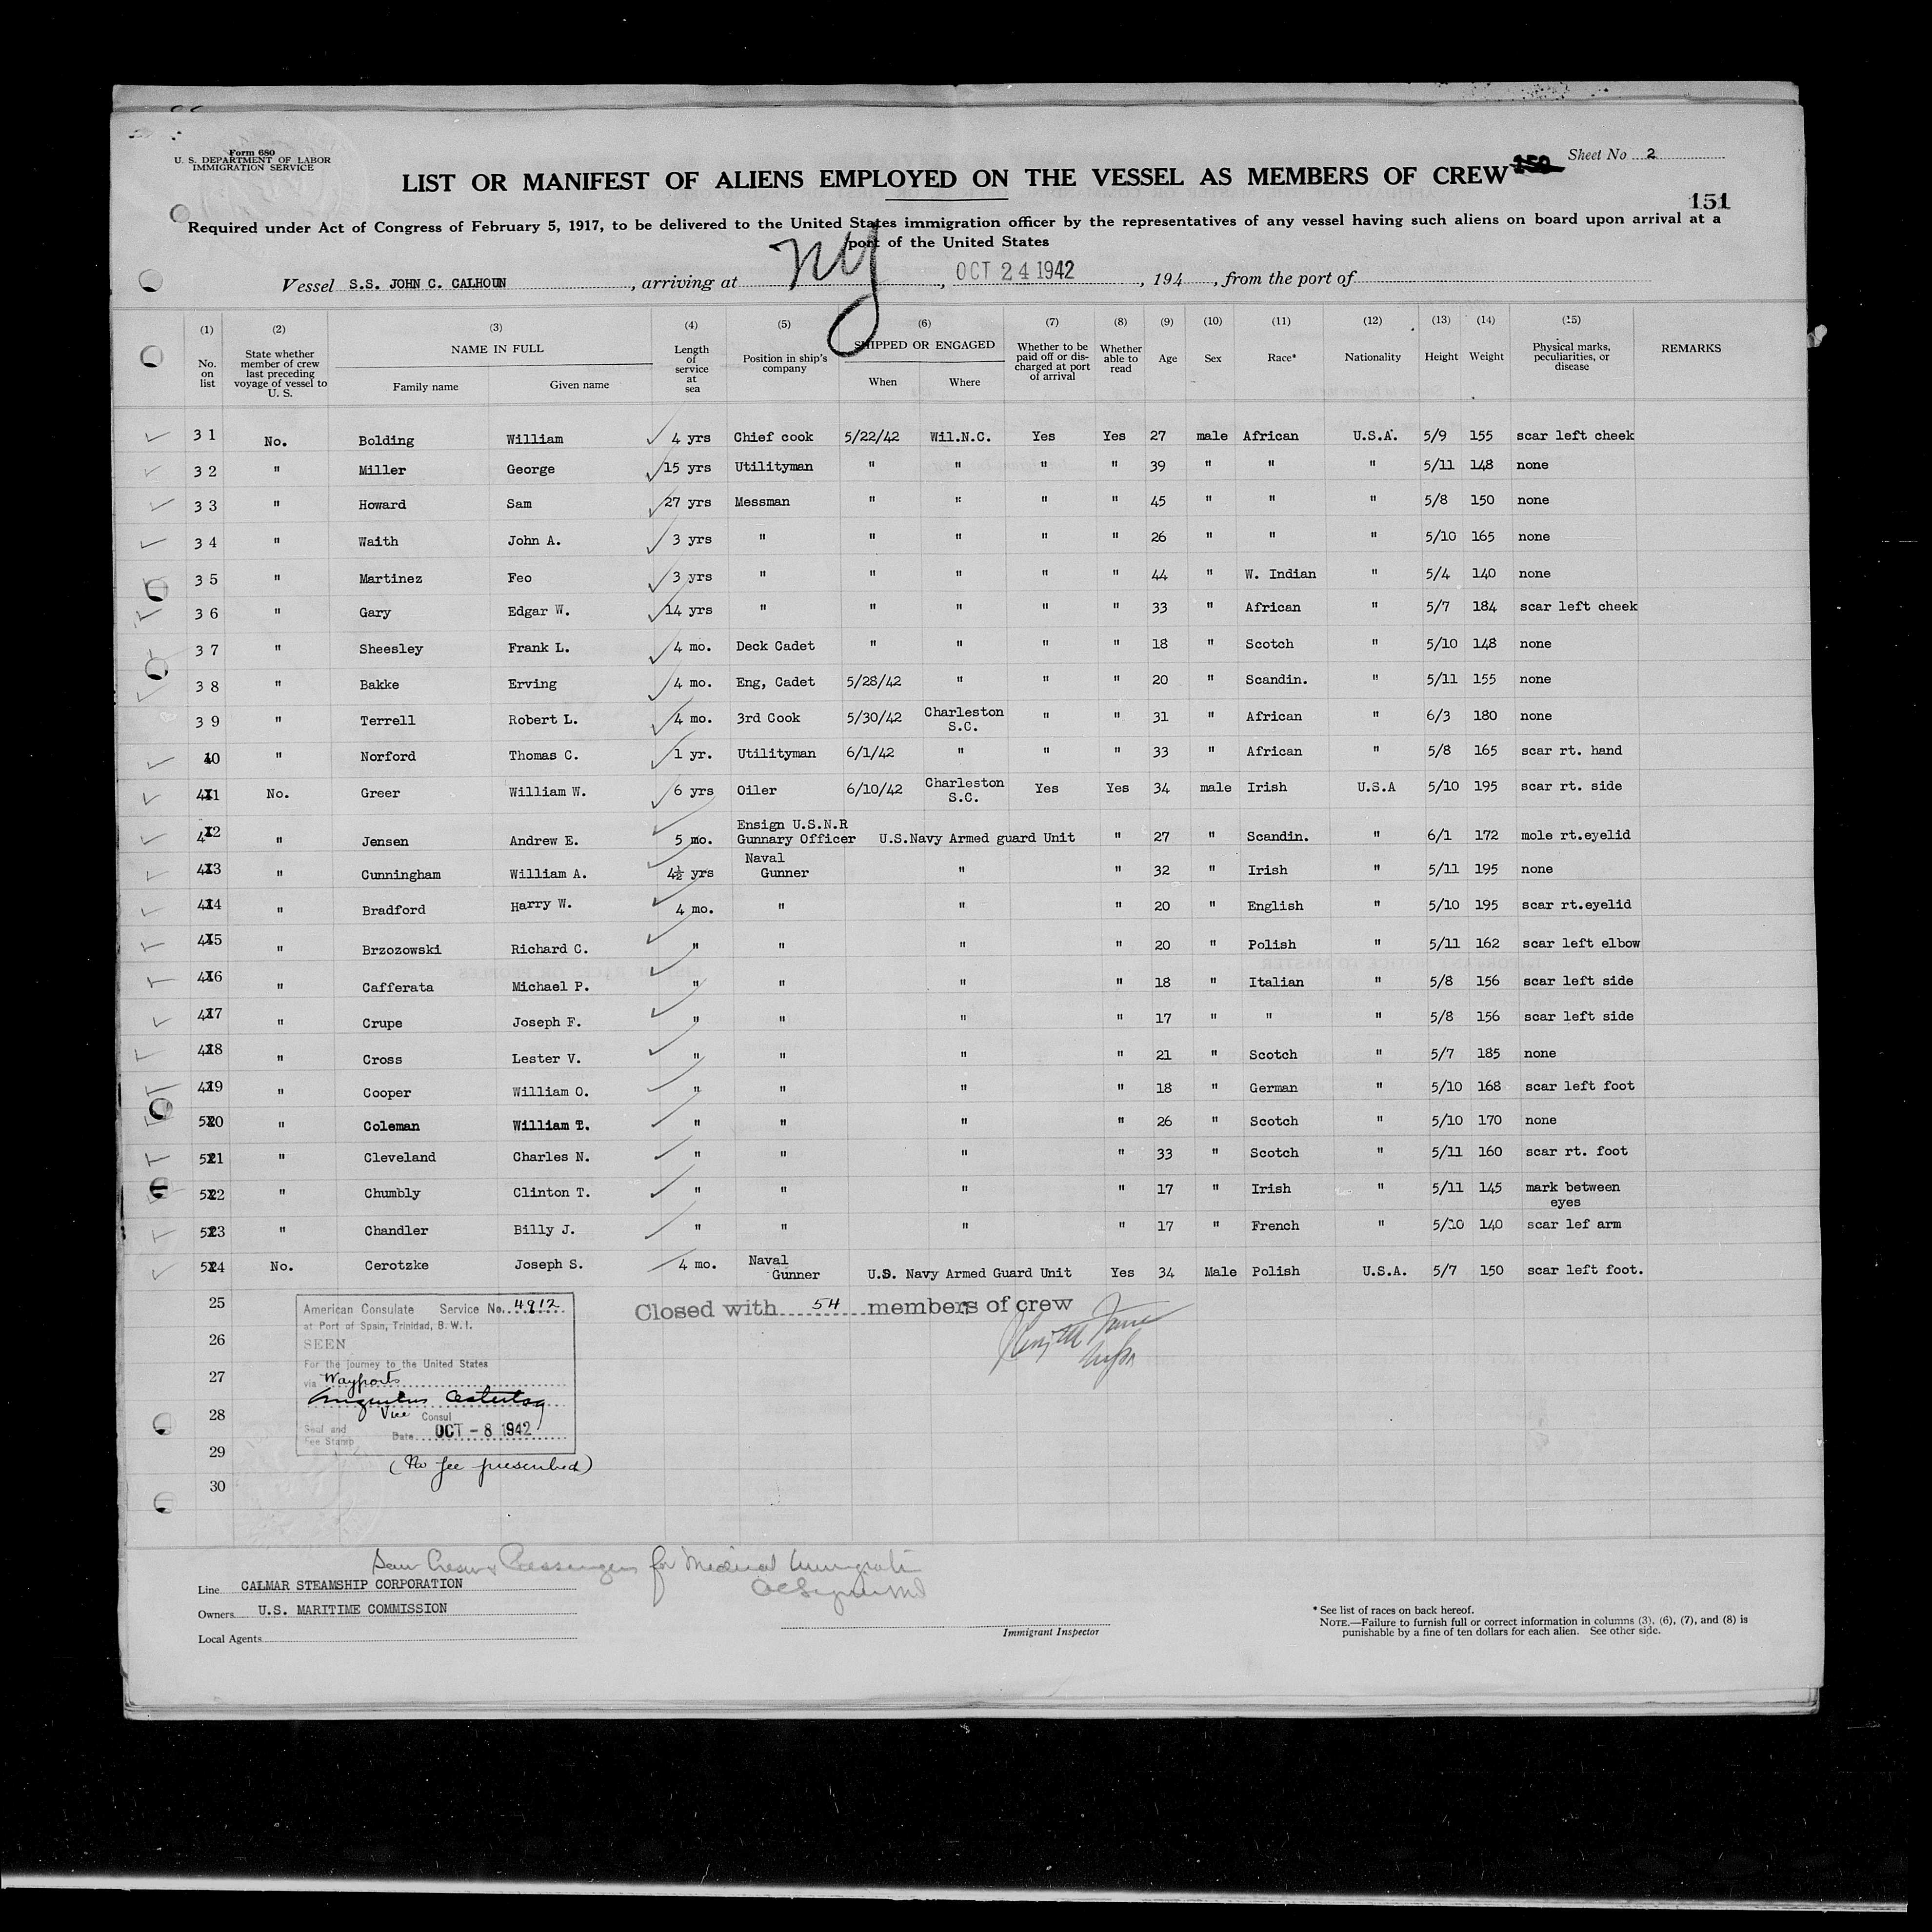 Form 680
U. S. DEPARTMENT OF LABOR
IMMIGRATION SERVICE
Sheet No 2
LIST OR MANIFEST OF ALIENS EMPLOYED ON THE VESSEL AS MEMBERS OF CREW
151
Required under Act of Congress of February 5, 1917, to be delivered to the United States immigration officer by the representatives of any vessel having such aliens on board upon arrival at a
port of the United States
Vessel S.S. JOHN C. CALHOUN, arriving at NY, OCT 24 1942, 194, from the port of
(1) (2) (3) (4) (5) (6) (7) (8) (9) (10) (11) (12) (13) (14) (15)
No. on list State whether member of crew last preceding voyage of vessel to U. S. NAME IN FULL Family name Given name Length of service at sea Position in ship's company SHIPPED OR ENGAGED When Where Whether to be paid off or discharged at port of arrival Whether able to read Age Sex Race* Nationality Height Weight Physical marks, peculiarities, or disease REMARKS
31 No. Bolding William 4 yrs Chief cook 5/22/42 Wil.N.C. Yes Yes 27 male African U.S.A. 5/9 155 scar left cheek
32 " Miller George 15 yrs Utilityman " " " " 39 " " " 5/11 148 none
33 " Howard Sam 27 yrs Messman " " " " 45 " " " 5/8 150 none
34 " Waith John A. 3 yrs " " " " " 26 " " " 5/10 165 none
35 " Martinez Feo 3 yrs " " " " " 44 " W. Indian " 5/4 140 none
36 " Gary Edgar W. 14 yrs " " " " " 33 " African " 5/7 184 scar left cheek
37 " Sheesley Frank L. 4 mo. Deck Cadet " " " " 18 " Scotch " 5/10 148 none
38 " Bakke Erving 4 mo. Eng, Cadet 5/28/42 " " " 20 " Scandin. " 5/11 155 none
39 " Terrell Robert L. 4 mo. 3rd Cook 5/30/42 Charleston S.C. " " 31 " African " 6/3 180 none
40 " Norford Thomas C. 1 yr. Utilityman 6/1/42 " " " 33 " African " 5/8 165 scar rt. hand
41 No. Greer William W. 6 yrs Oiler 6/10/42 Charleston S.C. Yes Yes 34 male Irish U.S.A 5/10 195 scar rt. side
42 " Jensen Andrew E. 5 mo. Ensign U.S.N.R Gunnary Officer U.S.Navy Armed guard Unit " 27 " Scandin. " 6/1 172 mole rt.eyelid
43 " Cunningham William A. 4½ yrs Naval Gunner " " 32 " Irish " 5/11 195 none
44 " Bradford Harry W. 4 mo. " " " 20 " English " 5/10 195 scar rt.eyelid
45 " Brzozowski Richard C. " " " " 20 " Polish " 5/11 162 scar left elbow
46 " Cafferata Michael P. " " " " 18 " Italian " 5/8 156 scar left side
47 " Crupe Joseph F. " " " " 17 " " " 5/8 156 scar left side
48 " Cross Lester V. " " " " 21 " Scotch " 5/7 185 none
49 " Cooper William O. " " " " 18 " German " 5/10 168 scar left foot
50 " Coleman William T. " " " " 26 " Scotch " 5/10 170 none
51 " Cleveland Charles N. " " " " 33 " Scotch " 5/11 160 scar rt. foot
52 " Chumbly Clinton T. " " " " 17 " Irish " 5/11 145 mark between eyes
53 " Chandler Billy J. " " " " 17 " French " 5/10 140 scar lef arm
54 No. Cerotzke Joseph S. 4 mo. Naval Gunner U.S. Navy Armed Guard Unit Yes 34 Male Polish U.S.A. 5/7 150 scar left foot.
25
26
27
28
29
30
American Consulate Service No. 4912
at Port of Spain, Trinidad, B. W. I.
SEEN
For the journey to the United States
via Wayports
Vice Consul
Seal and Fee Stamp Date OCT - 8 1942
(No fee prescribed)
Closed with 54 members of crew
Line CALMAR STEAMSHIP CORPORATION
Owners U.S. MARITIME COMMISSION
Local Agents
for Medical
Immigrant Inspector
* See list of races on back hereof.
NOTE.—Failure to furnish full or correct information in columns (3), (6), (7), and (8) is
punishable by a fine of ten dollars for each alien. See other side.